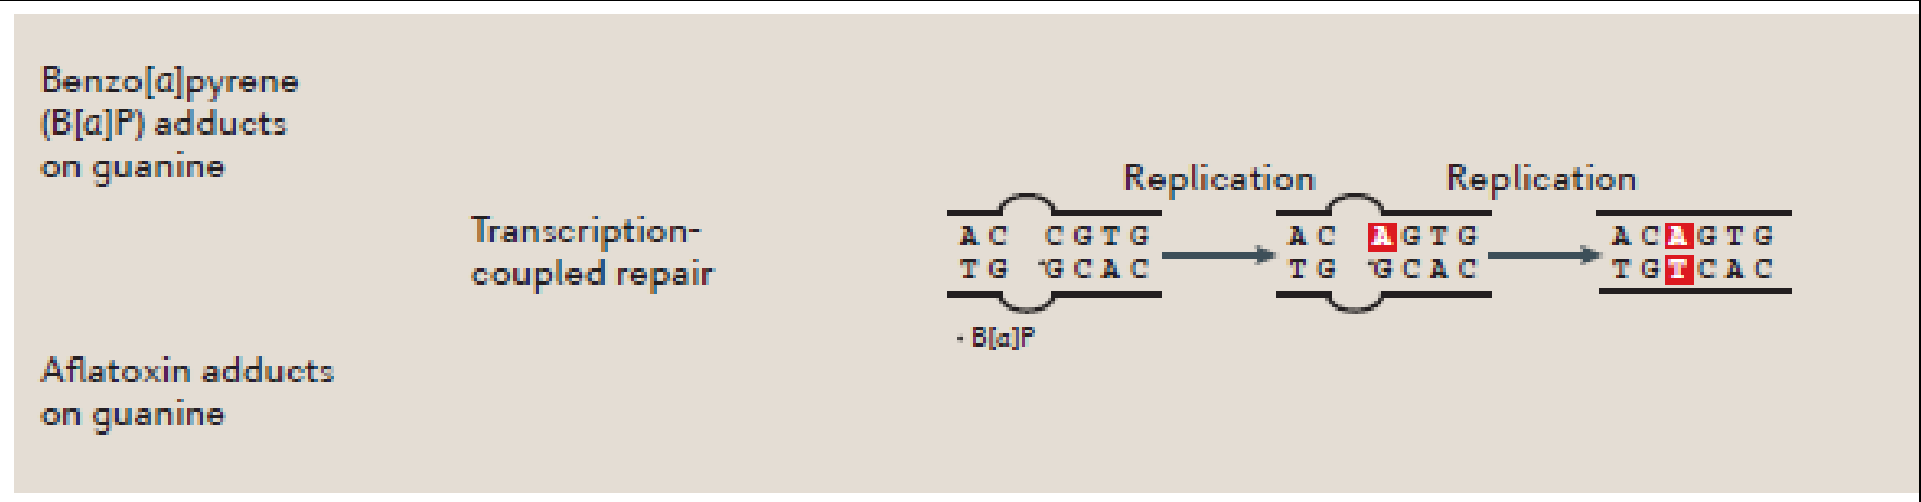 Benzo[a]pyrene
(B[a]P) adducts
on guanine
Transcription-
coupled repair
Aflatoxin adducts
on guanine
Replication Replication
A C C G T G
T G ·G C A C
· B[a]P
A C A G T G
T G ·G C A C
A C A G T G
T G T C A C